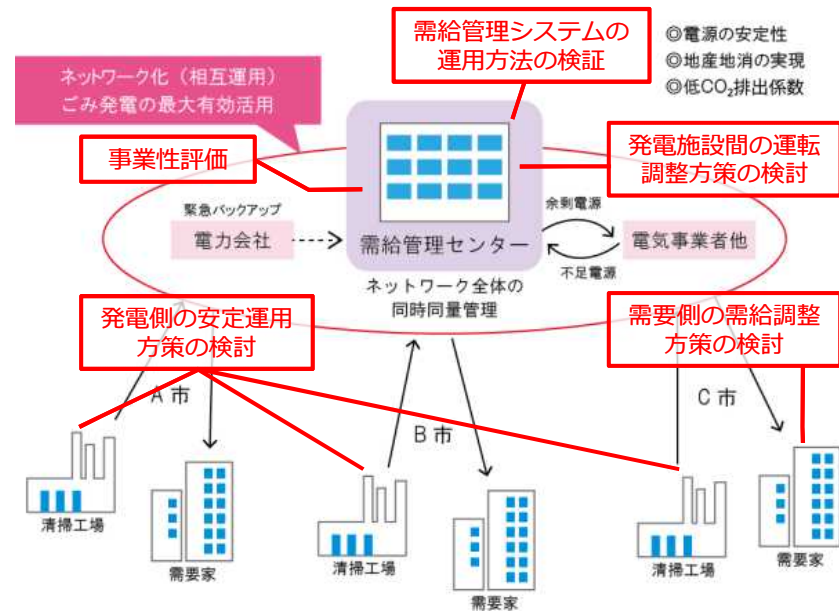 需給管理システムの
運用方法の検証
◎電源の安定性
◎地産地消の実現
◎低CO₂排出係数
ネットワーク化（相互運用）
ごみ発電の最大有効活用
事業性評価
発電施設間の運転
調整方策の検討
緊急バックアップ
電力会社
需給管理センター
余剰電源
不足電源
電気事業者他
ネットワーク全体の
同時同量管理
発電側の安定運用
方策の検討
需要側の需給調整
方策の検討
A市
B市
C市
清掃工場
需要家
清掃工場
需要家
清掃工場
需要家